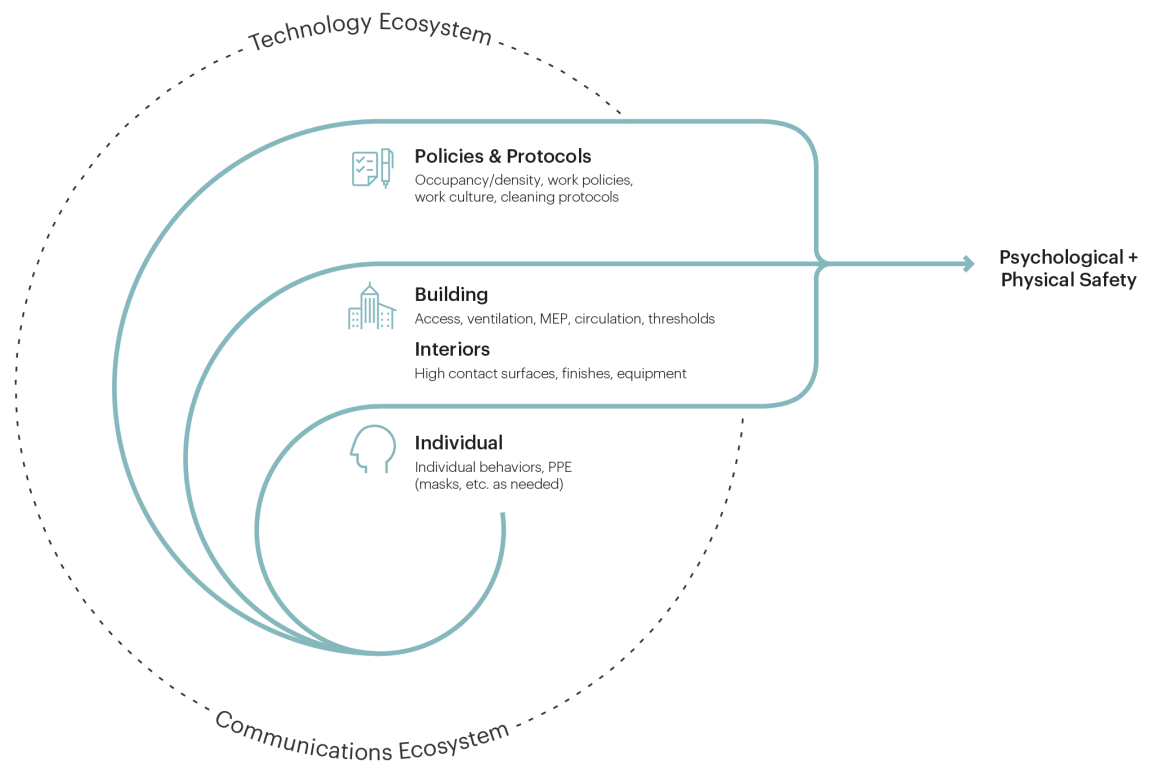 Technology Ecosystem
Policies & Protocols
Occupancy/density, work policies,
work culture, cleaning protocols
Psychological +
Physical Safety
Building
Access, ventilation, MEP, circulation, thresholds
Interiors
High contact surfaces, finishes, equipment
Individual
Individual behaviors, PPE
(masks, etc. as needed)
Communications Ecosystem